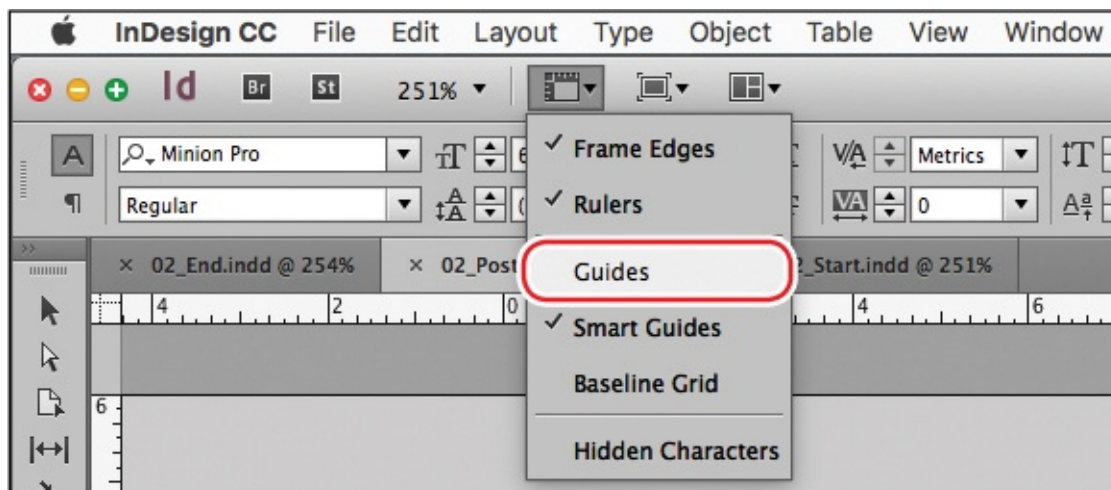 InDesign CC File Edit Layout Type Object Table View Window
Id Br St 251%
A Minion Pro Metrics
Regular 0
× 02_End.indd @ 254% × 02_Post _Start.indd @ 251%
Frame Edges
Rulers
Guides
Smart Guides
Baseline Grid
Hidden Characters
4 2 0 4 6
6